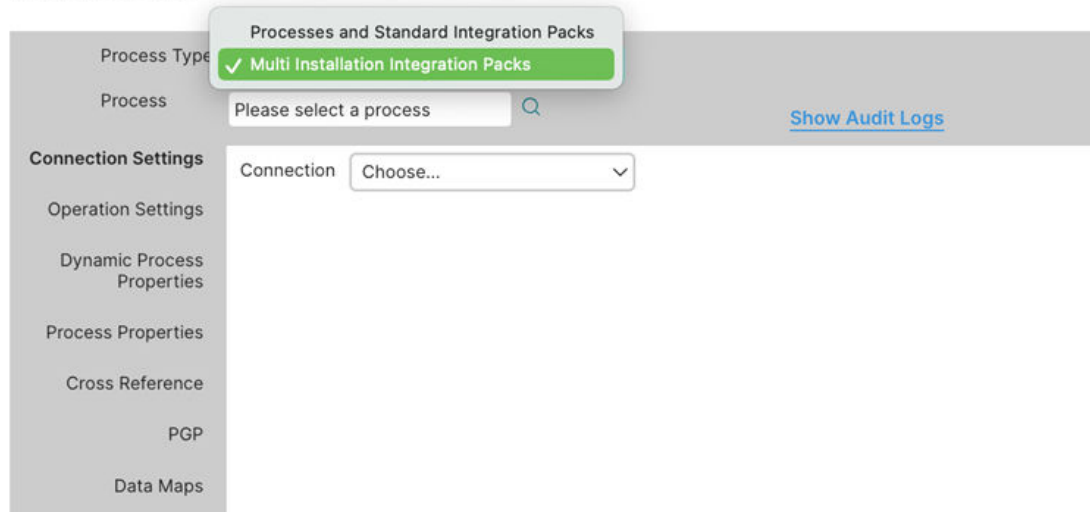 Processes and Standard Integration Packs
Process Type
✓ Multi Installation Integration Packs
Process
Please select a process
Show Audit Logs
Connection Settings
Connection
Choose...
Operation Settings
Dynamic Process
Properties
Process Properties
Cross Reference
PGP
Data Maps